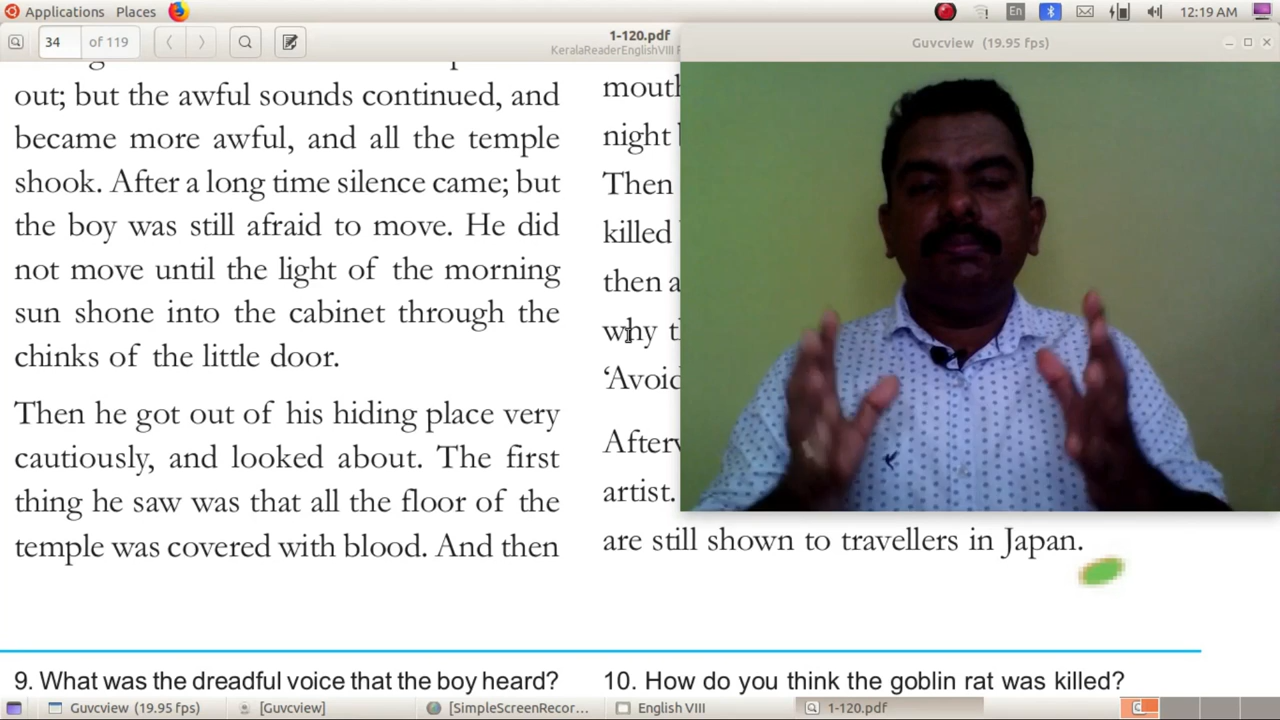 Applications Places En 12:19 AM
34 of 119
1-120.pdf
KeralaReaderEnglishVIII
Guvcview (19.95 fps)
out; but the awful sounds continued, and
became more awful, and all the temple
shook. After a long time silence came; but
the boy was still afraid to move. He did
not move until the light of the morning
sun shone into the cabinet through the
chinks of the little door.
Then he got out of his hiding place very
cautiously, and looked about. The first
thing he saw was that all the floor of the
temple was covered with blood. And then
night
Then
killed
then
why
‘Avoid
artist.
are still shown to travellers in Japan.
9. What was the dreadful voice that the boy heard?
10. How do you think the goblin rat was killed?
Guvcview (19.95 fps) [Guvcview] [SimpleScreenRecor... English VIII 1-120.pdf